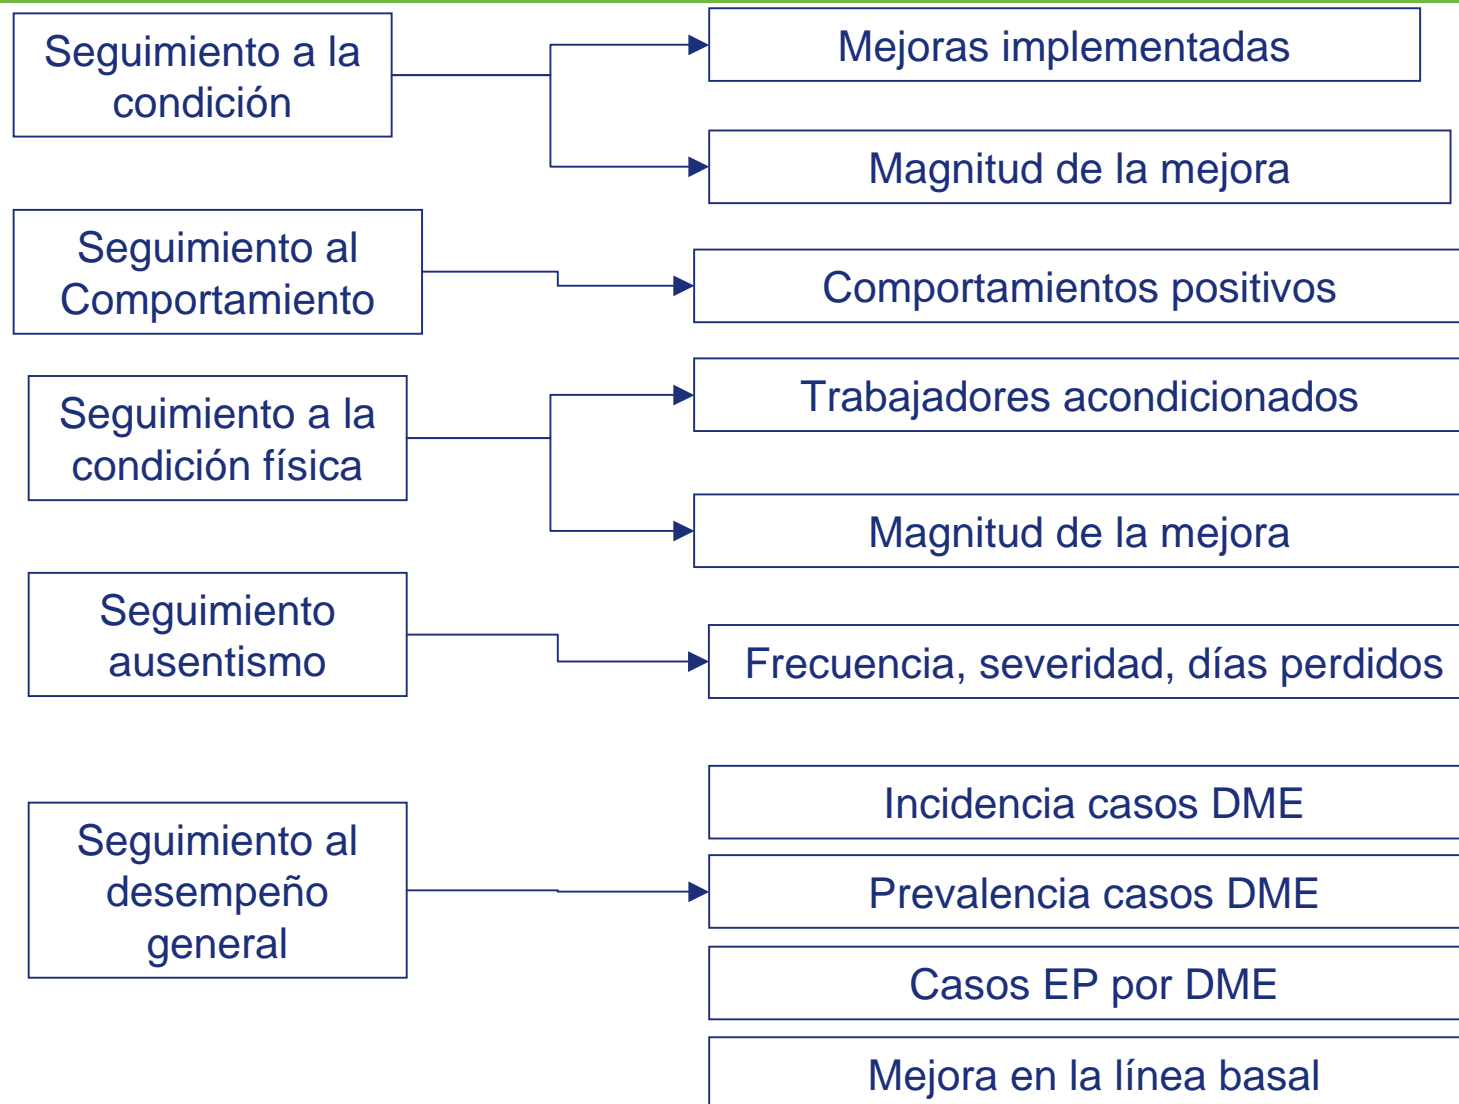 Seguimiento a la
condición
Mejoras implementadas
Magnitud de la mejora
Seguimiento al
Comportamiento
Comportamientos positivos
Seguimiento a la
condición física
Trabajadores acondicionados
Magnitud de la mejora
Seguimiento
ausentismo
Frecuencia, severidad, días perdidos
Seguimiento al
desempeño
general
Incidencia casos DME
Prevalencia casos DME
Casos EP por DME
Mejora en la línea basal